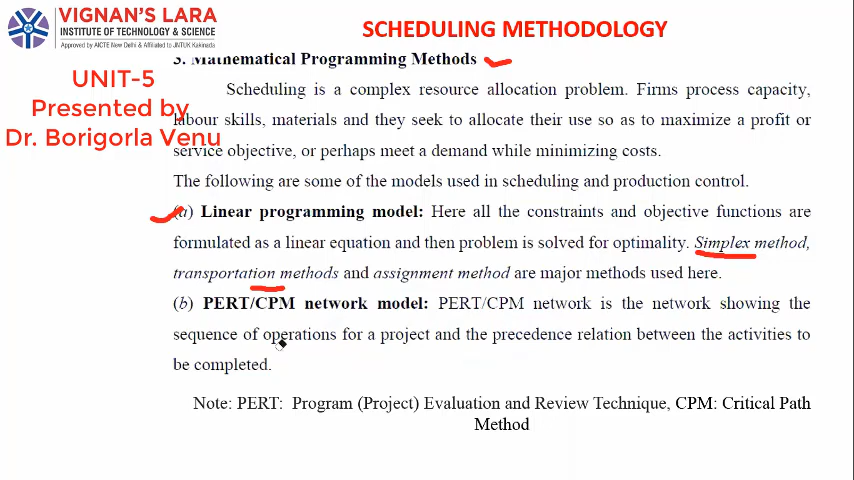 VIGNAN'S LARA
INSTITUTE OF TECHNOLOGY & SCIENCE
Approved by AICTE New Delhi & Affiliated to JNTUK Kakinada
SCHEDULING METHODOLOGY
UNIT-5
Presented by
Dr. Borigorla Venu
3. Mathematical Programming Methods
Scheduling is a complex resource allocation problem. Firms process capacity,
labour skills, materials and they seek to allocate their use so as to maximize a profit or
service objective, or perhaps meet a demand while minimizing costs.
The following are some of the models used in scheduling and production control.
(a) Linear programming model: Here all the constraints and objective functions are
formulated as a linear equation and then problem is solved for optimality. Simplex method,
transportation methods and assignment method are major methods used here.
(b) PERT/CPM network model: PERT/CPM network is the network showing the
sequence of operations for a project and the precedence relation between the activities to
be completed.
Note: PERT: Program (Project) Evaluation and Review Technique, CPM: Critical Path
Method